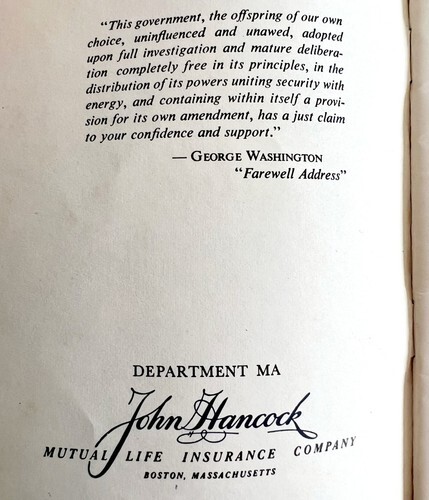 “This government, the offspring of our own
choice, uninfluenced and unawed, adopted
upon full investigation and mature delibera-
tion completely free in its principles, in the
distribution of its powers uniting security with
energy, and containing within itself a provi-
sion for its own amendment, has a just claim
to your confidence and support.”
— GEORGE WASHINGTON
“Farewell Address”
DEPARTMENT MA
John Hancock
MUTUAL LIFE INSURANCE COMPANY
BOSTON, MASSACHUSETTS